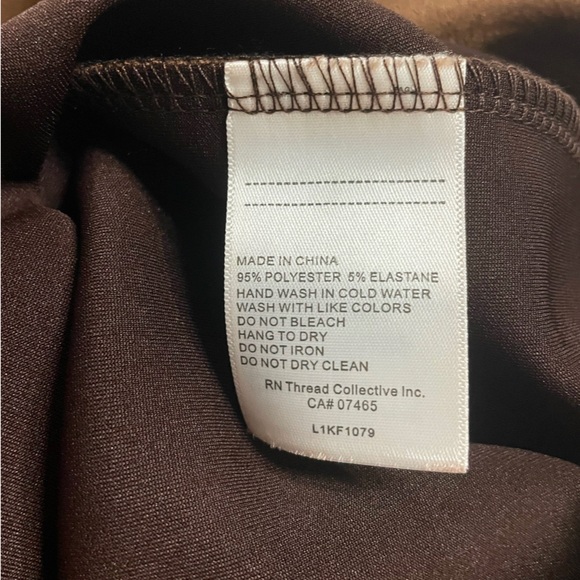 MADE IN CHINA
95% POLYESTER 5% ELASTANE
HAND WASH IN COLD WATER
WASH WITH LIKE COLORS
DO NOT BLEACH
HANG TO DRY
DO NOT IRON
DO NOT DRY CLEAN
RN Thread Collective Inc.
CA# 07465
L1KF1079